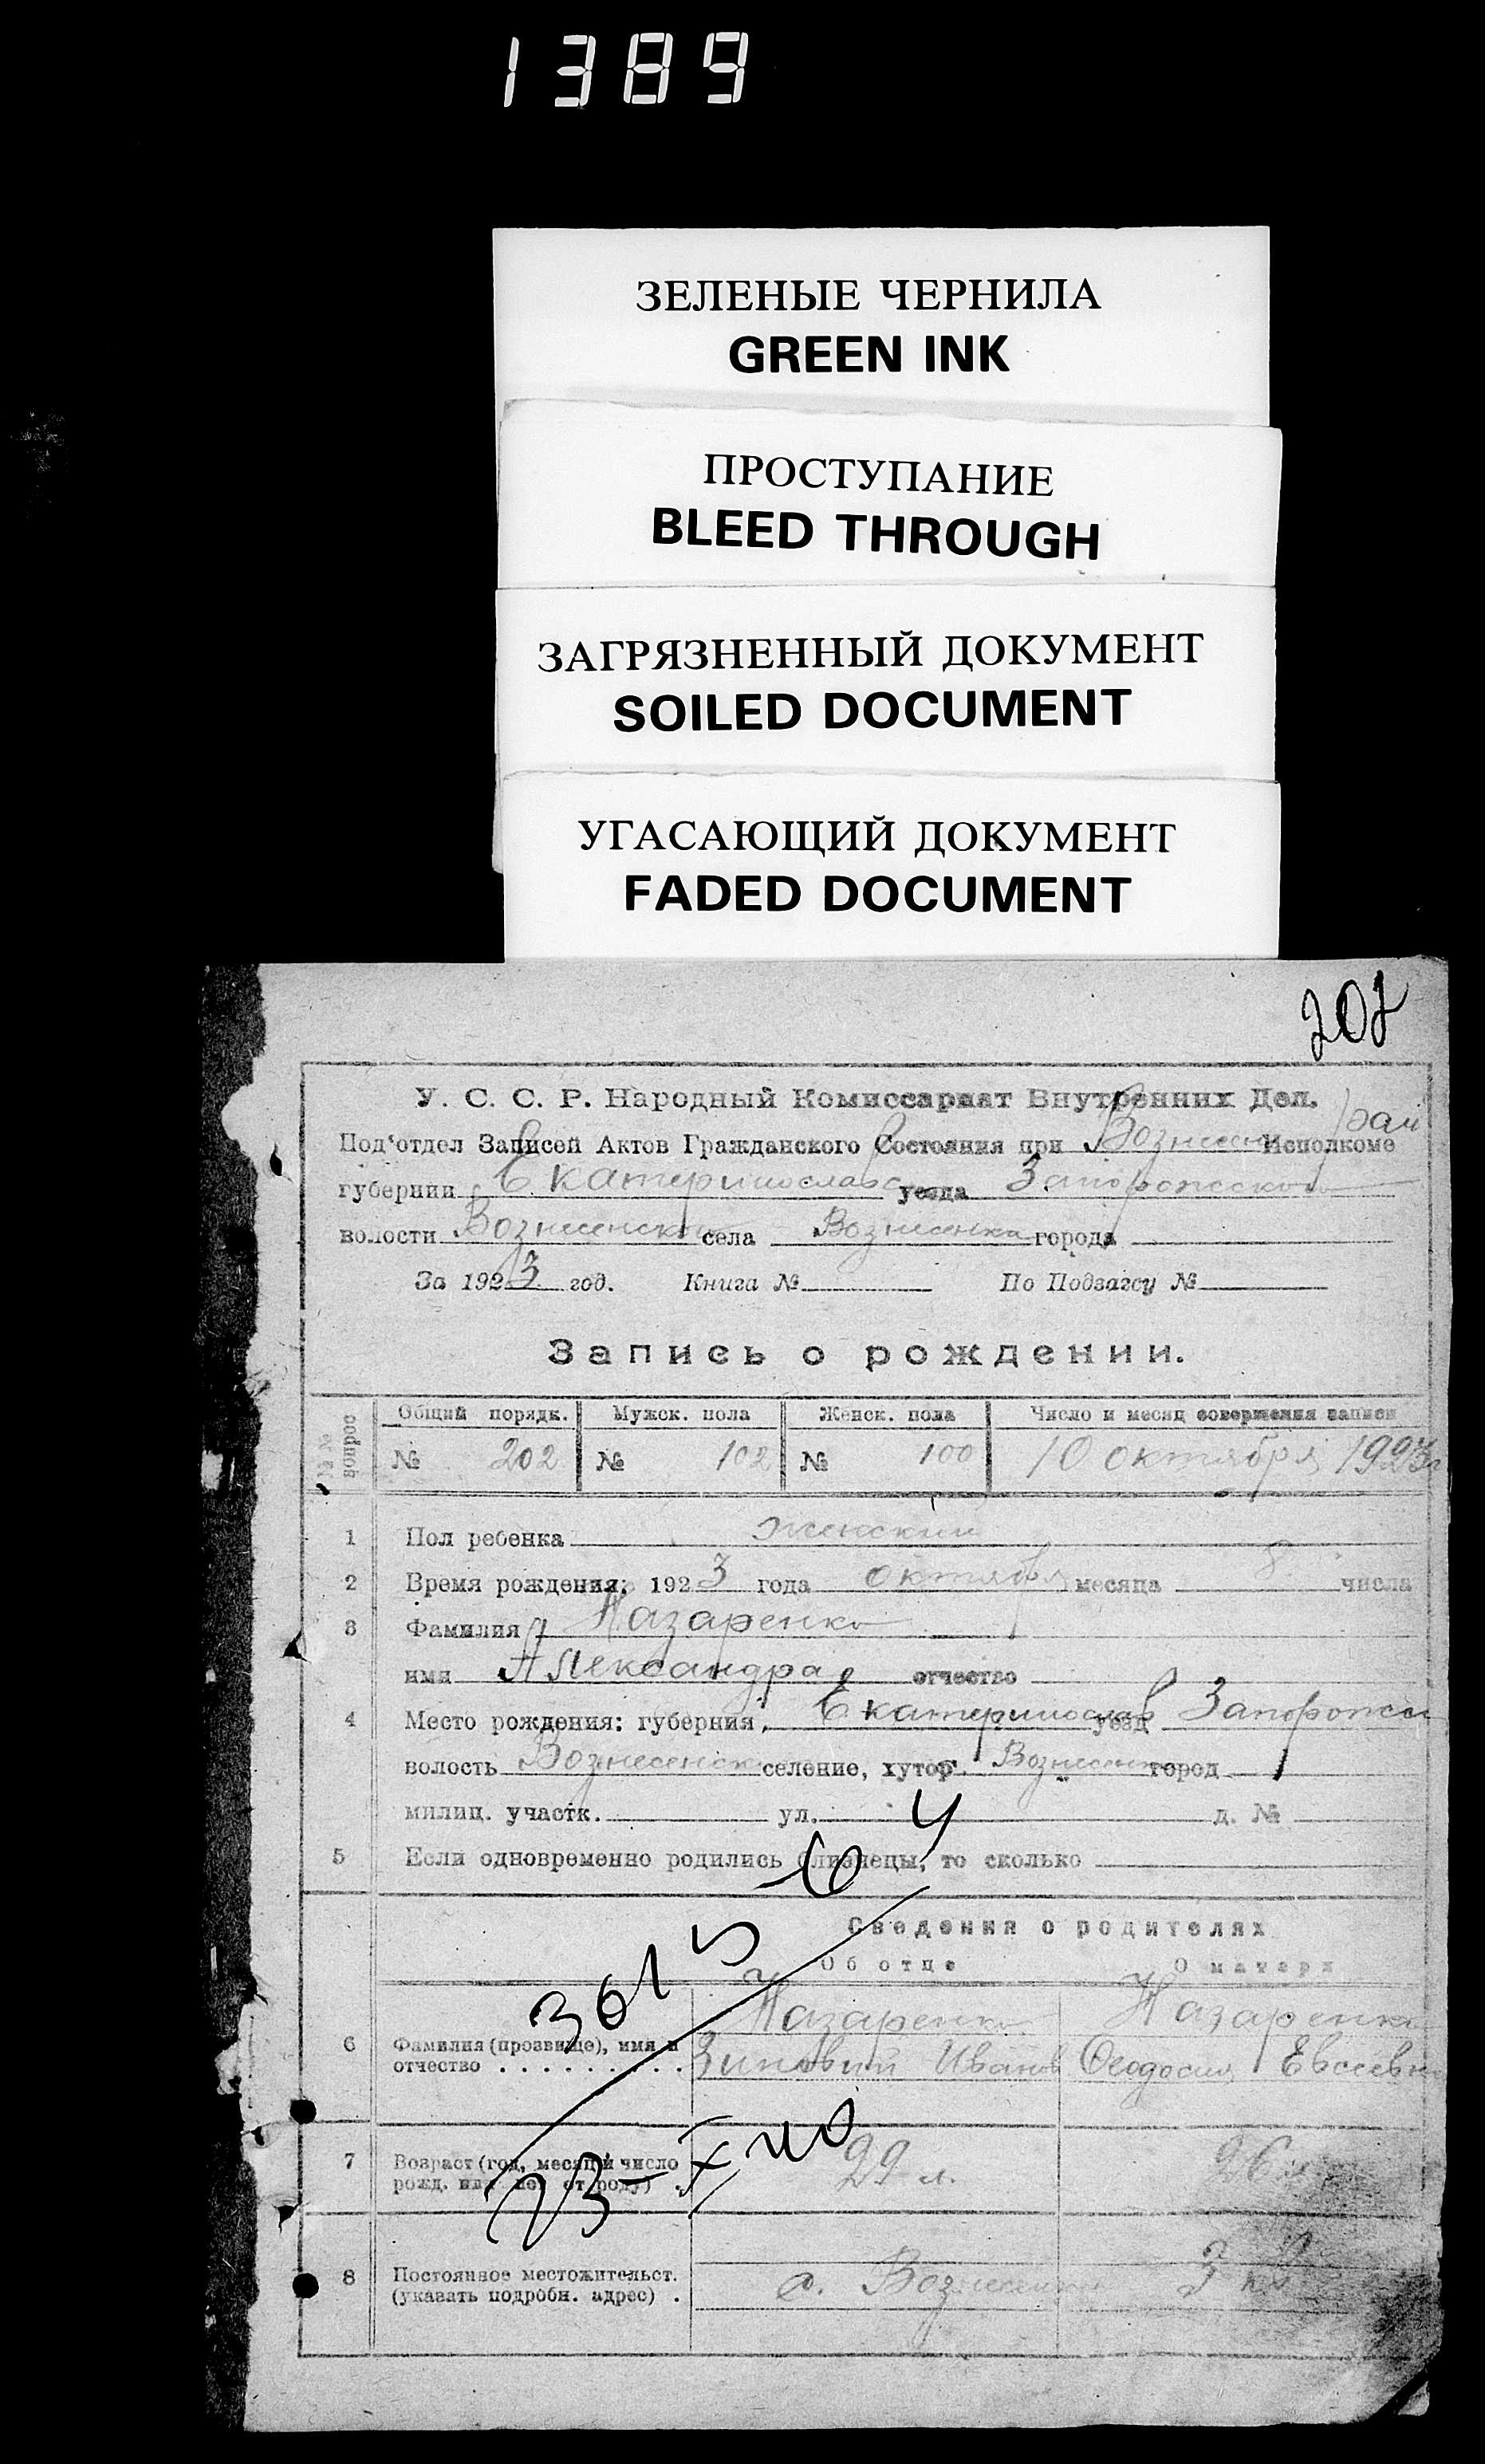 1389
ЗЕЛЕНЫЕ ЧЕРНИЛА
GREEN INK
ПРОСТУПАНИЕ
BLEED THROUGH
ЗАГРЯЗНЕННЫЙ ДОКУМЕНТ
SOILED DOCUMENT
УГАСАЮЩИЙ ДОКУМЕНТ
FADED DOCUMENT
202
У. С. С. Р. Народный Комиссариат Внутренних Дел.
Под‘отдел Записей Актов Гражданского Состояния при Вознесен рай Исполкоме
губернии Екатеринослав уезда Запорожского
волости Вознесенской села Вознесенка города
За 1923 год. Книга № По Подзагсу №
Запись о рождении.
№№ вопрос
Общий порядк. Мужск. пола Женск. пола Число и месяц совершения записи
№ 202 № 102 № 100 10 октября 1923 г
1 Пол ребенка женский
2 Время рождения: 1923 года октября месяца 8 числа
3 Фамилия Назаренко
имя Александра отчество
4 Место рождения: губерния, Екатеринослав уезд Запорожск
волость Вознесенск селение, хутор. Вознесенка город
милиц. участк. ул. д. №
5 Если одновременно родились близнецы, то сколько
Сведения о родителях
Об отце О матери
6 Фамилия (прозвище), имя и отчество Назаренко Назаренко
Зиновий Иванов Феодосия Евсеевна
7 Возраст (год, месяц и число рожд. или лет от роду) 29 л. 26
8 Постоянное местожительст. (указать подробн. адрес) с. Вознесенка